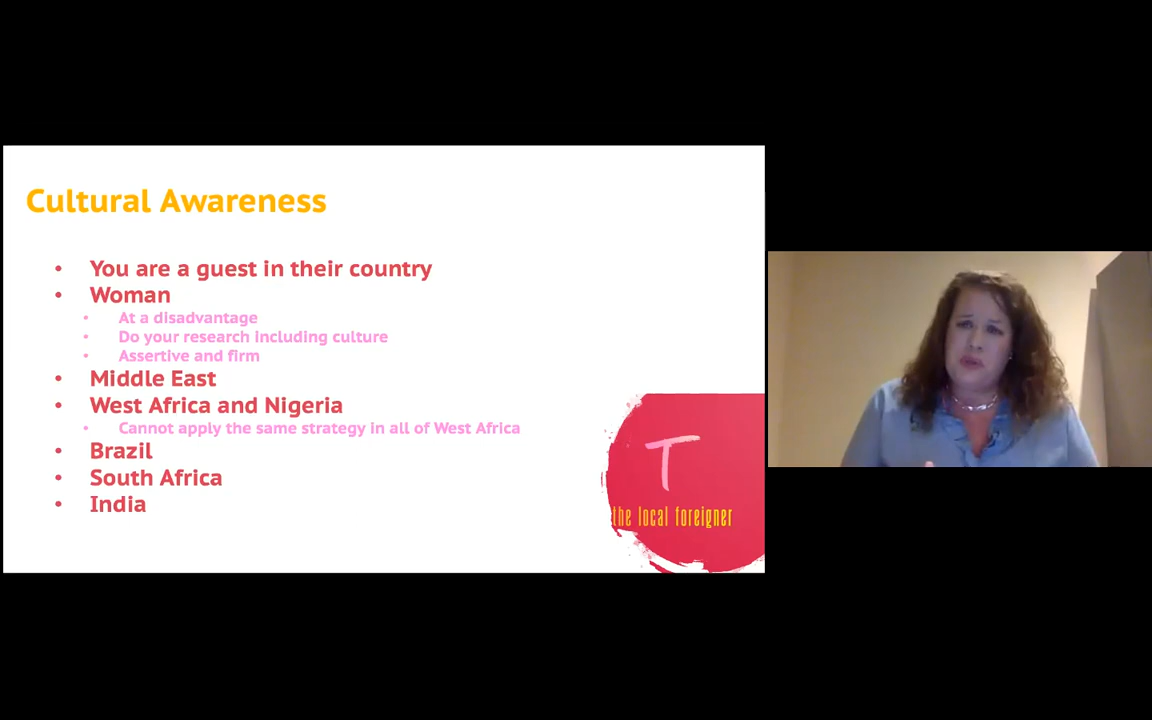 Cultural Awareness
• You are a guest in their country
• Woman
• At a disadvantage
• Do your research including culture
• Assertive and firm
• Middle East
• West Africa and Nigeria
• Cannot apply the same strategy in all of West Africa
• Brazil
• South Africa
• India
T
the local foreigner